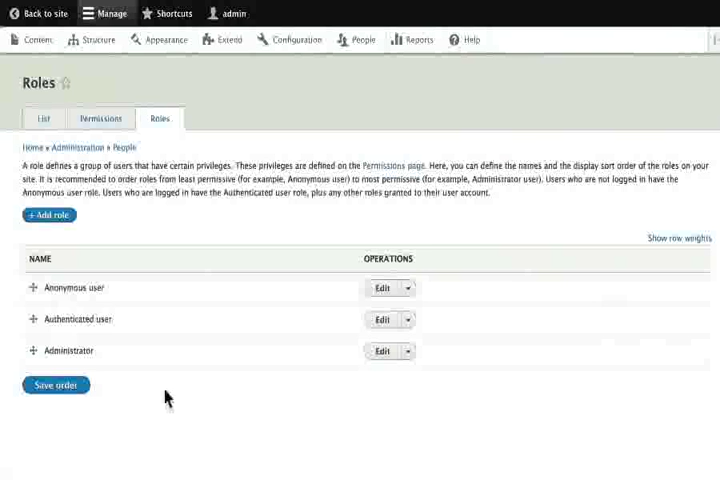 Back to site Manage Shortcuts admin
Content Structure Appearance Extend Configuration People Reports Help
Roles
List Permissions Roles
Home » Administration » People
A role defines a group of users that have certain privileges. These privileges are defined on the Permissions page. Here, you can define the names and the display sort order of the roles on your
site. It is recommended to order roles from least permissive (for example, Anonymous user) to most permissive (for example, Administrator user). Users who are not logged in have the
Anonymous user role. Users who are logged in have the Authenticated user role, plus any other roles granted to their user account.
+ Add role
Show row weights
NAME OPERATIONS
Anonymous user Edit
Authenticated user Edit
Administrator Edit
Save order